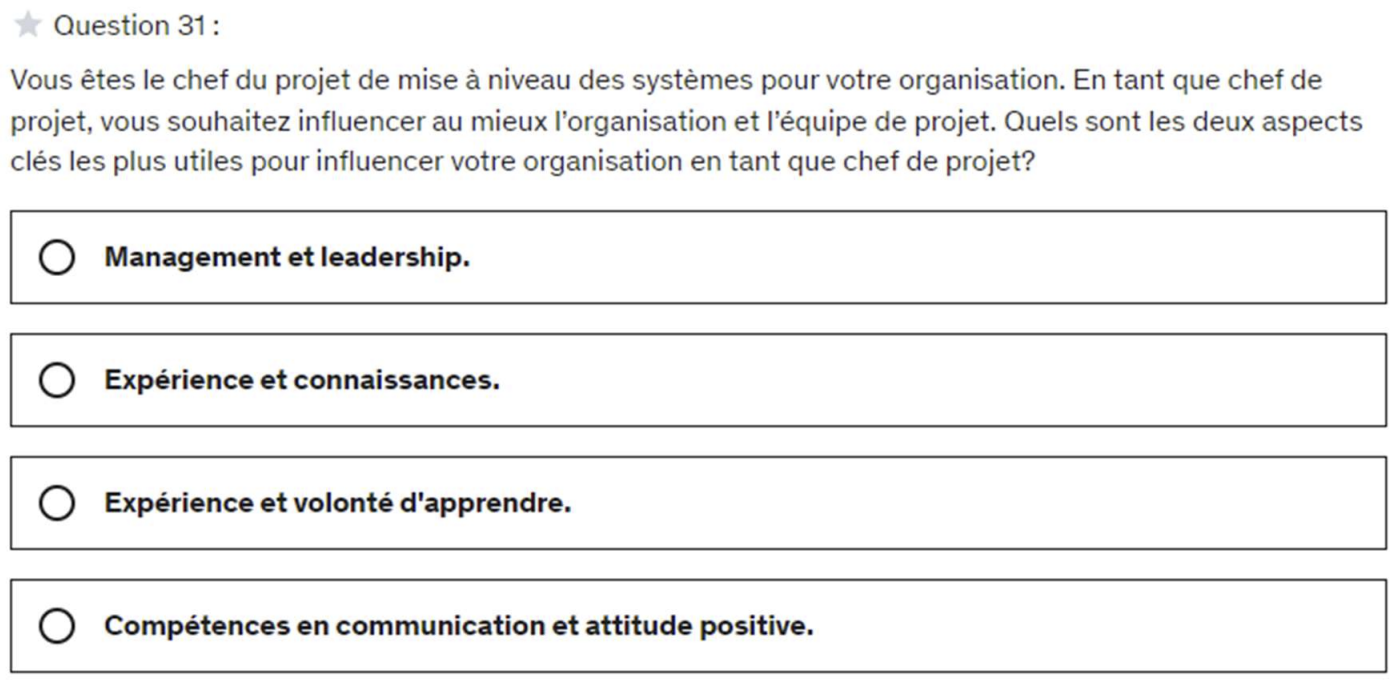 Question 31 :
Vous êtes le chef du projet de mise à niveau des systèmes pour votre organisation. En tant que chef de
projet, vous souhaitez influencer au mieux l’organisation et l’équipe de projet. Quels sont les deux aspects
clés les plus utiles pour influencer votre organisation en tant que chef de projet?
Management et leadership.
Expérience et connaissances.
Expérience et volonté d'apprendre.
Compétences en communication et attitude positive.